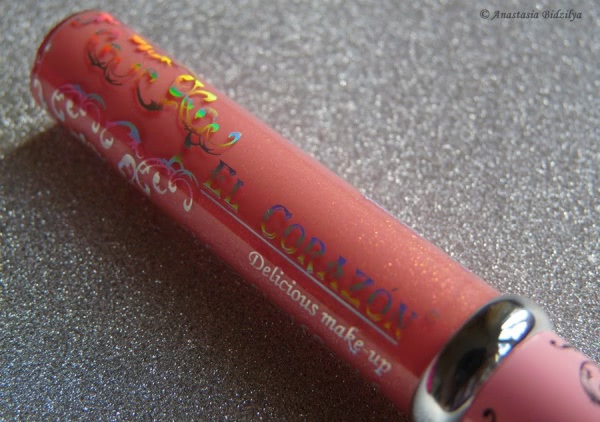 © Anastasia Bidzilya
EL CORAZÓN
Delicious make-up